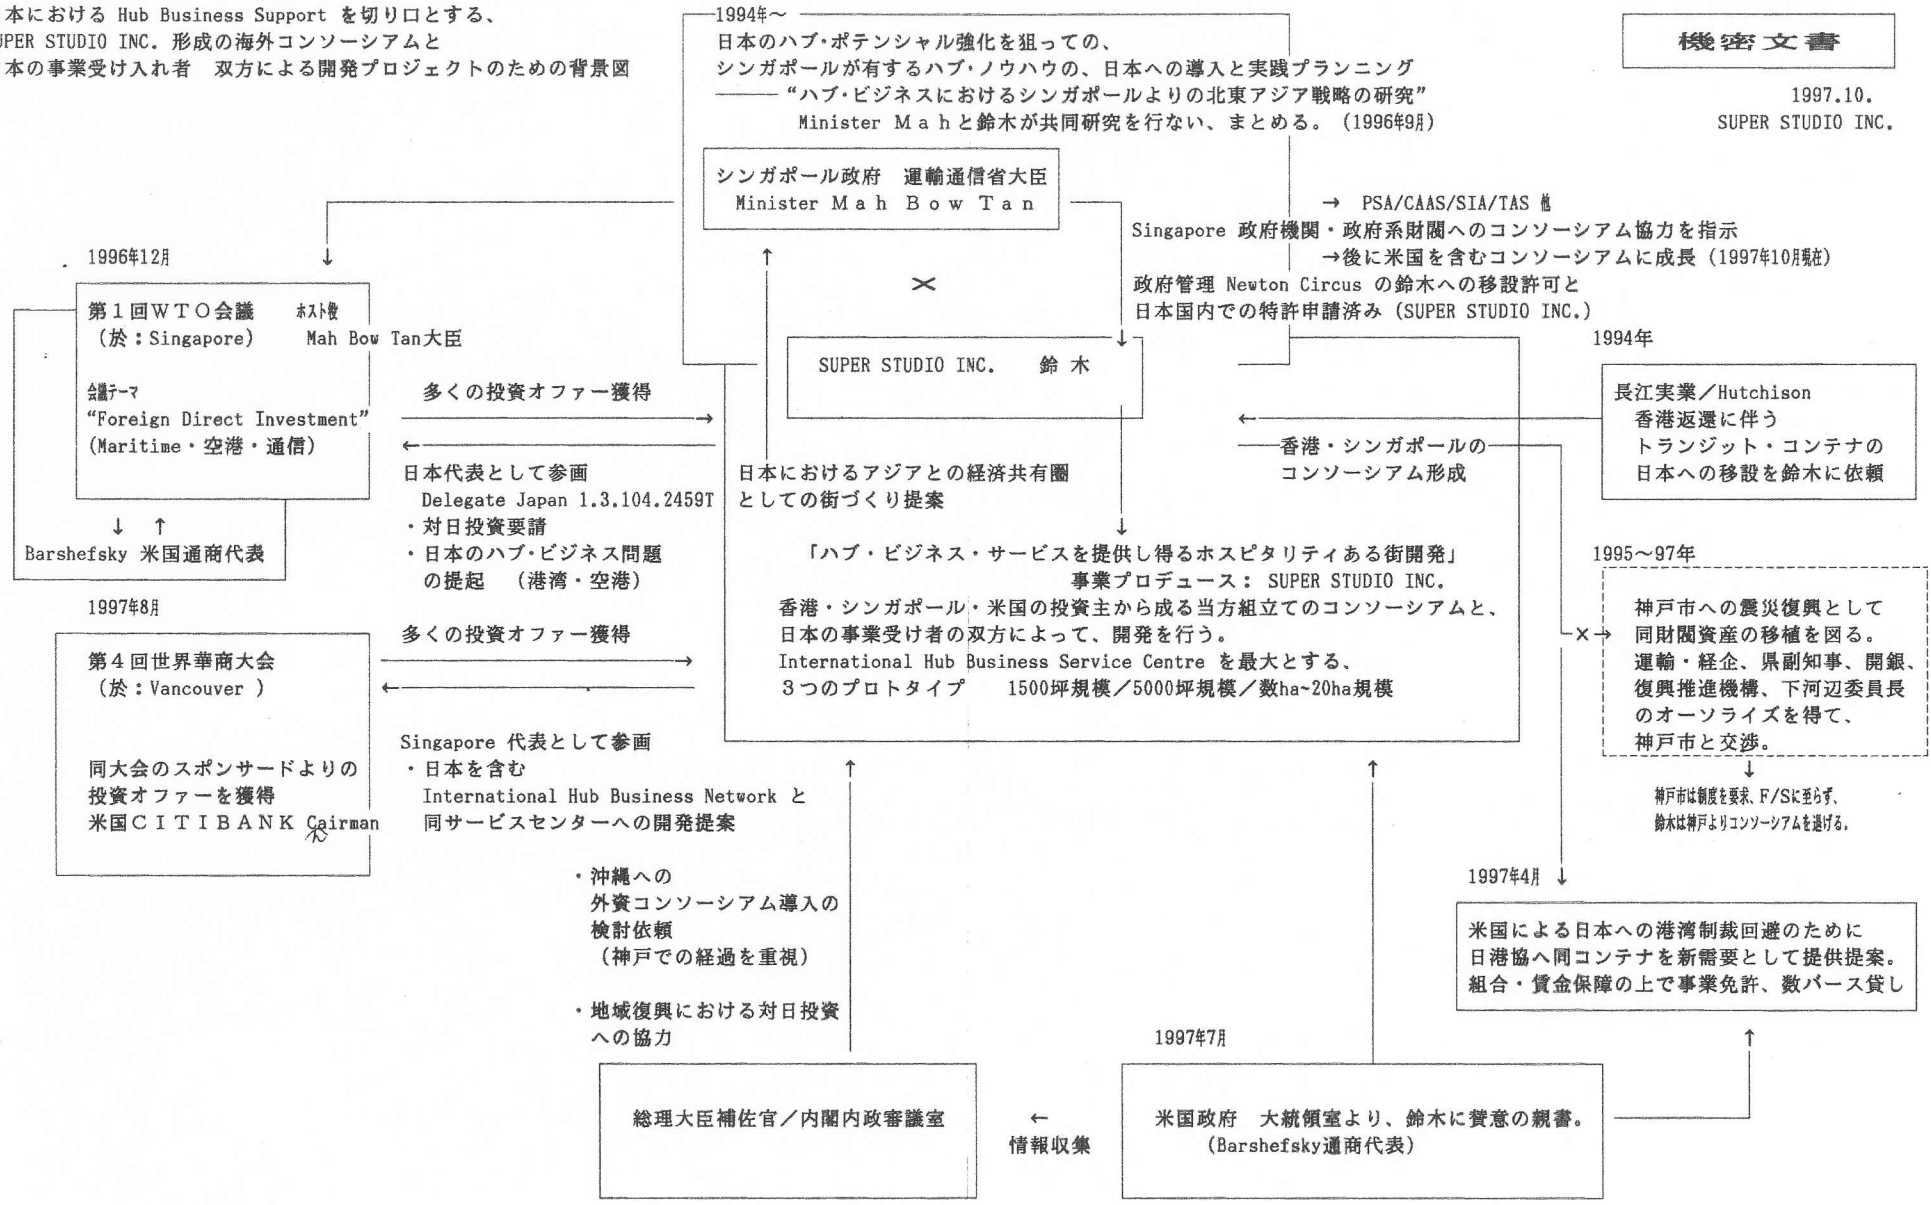 本における Hub Business Support を切り口とする、
UPER STUDIO INC. 形成の海外コンソーシアムと
本の事業受け入れ者　双方による開発プロジェクトのための背景図
1994年～
日本のハブ・ポテンシャル強化を狙っての、
シンガポールが有するハブ・ノウハウの、日本への導入と実践プランニング
――― “ハブ・ビジネスにおけるシンガポールよりの北東アジア戦略の研究”
Minister Ｍａｈと鈴木が共同研究を行ない、まとめる。(1996年9月)
機密文書
1997.10.
SUPER STUDIO INC.
シンガポール政府　運輸通信省大臣
Minister Ｍａｈ Ｂｏｗ Ｔａｎ
→ PSA/CAAS/SIA/TAS 他
Singapore 政府機関・政府系財閥へのコンソーシアム協力を指示
→後に米国を含むコンソーシアムに成長 (1997年10月現在)
政府管理 Newton Circus の鈴木への移設許可と
日本国内での特許申請済み (SUPER STUDIO INC.)
×
SUPER STUDIO INC.　鈴 木
1996年12月
第１回ＷＴＯ会議　ホスト役
(於：Singapore)　Mah Bow Tan大臣
会議テーマ
“Foreign Direct Investment”
(Maritime・空港・通信)
↓ ↑
Barshefsky 米国通商代表
多くの投資オファー獲得
日本代表として参画
Delegate Japan 1.3.104.2459T
・対日投資要請
・日本のハブ・ビジネス問題
の提起　(港湾・空港)
日本におけるアジアとの経済共有圏
としての街づくり提案
香港・シンガポールの
コンソーシアム形成
1994年
長江実業／Hutchison
香港返還に伴う
トランジット・コンテナの
日本への移設を鈴木に依頼
「ハブ・ビジネス・サービスを提供し得るホスピタリティある街開発」
事業プロデュース： SUPER STUDIO INC.
香港・シンガポール・米国の投資主から成る当方組立てのコンソーシアムと、
日本の事業受け者の双方によって、開発を行う。
International Hub Business Service Centre を最大とする、
３つのプロトタイプ　1500坪規模／5000坪規模／数ha~20ha規模
1995～97年
×→
神戸市への震災復興として
同財閥資産の移植を図る。
運輸・経企、県副知事、開銀、
復興推進機構、下河辺委員長
のオーソライズを得て、
神戸市と交渉。
↓
神戸市は制度を要求、F/Sに至らず、
鈴木は神戸よりコンソーシアムを退げる。
1997年8月
第４回世界華商大会
(於：Vancouver )
同大会のスポンサードよりの
投資オファーを獲得
米国ＣＩＴＩＢＡＮＫ Cairman
h
多くの投資オファー獲得
Singapore 代表として参画
・日本を含む
International Hub Business Network と
同サービスセンターへの開発提案
・沖縄への
外資コンソーシアム導入の
検討依頼
(神戸での経過を重視)
・地域復興における対日投資
への協力
1997年4月 ↓
米国による日本への港湾制裁回避のために
日港協へ同コンテナを新需要として提供提案。
組合・賃金保障の上で事業免許、数バース貸し
総理大臣補佐官／内閣内政審議室
←
情報収集
1997年7月
米国政府　大統領室より、鈴木に賛意の親書。
(Barshefsky通商代表)